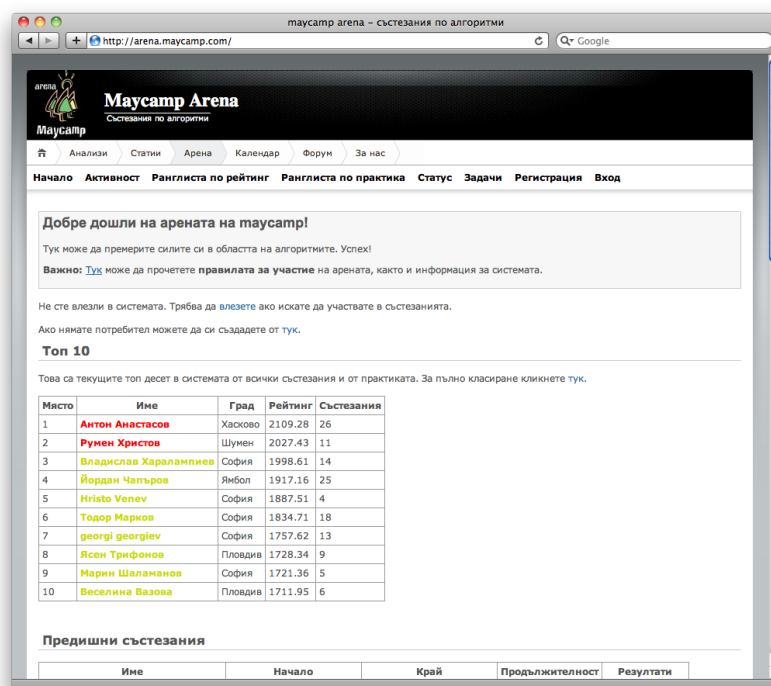 maycamp arena – състезания по алгоритми
http://arena.maycamp.com/
Google
arena
Maycamp
Maycamp Arena
Състезания по алгоритми
Анализи Статии Арена Календар Форум За нас
Начало Активност Ранглиста по рейтинг Ранглиста по практика Статус Задачи Регистрация Вход
Добре дошли на арената на maycamp!
Тук може да премерите силите си в областта на алгоритмите. Успех!
Важно: Тук може да прочетете правилата за участие на арената, както и информация за системата.
Не сте влезли в системата. Трябва да влезете ако искате да участвате в състезанията.
Ако нямате потребител можете да си създадете от тук.
Топ 10
Това са текущите топ десет в системата от всички състезания и от практиката. За пълно класиране кликнете тук.
Място Име Град Рейтинг Състезания
1 Антон Анастасов Хасково 2109.28 26
2 Румен Христов Шумен 2027.43 11
3 Владислав Харалампиев София 1998.61 14
4 Йордан Чапъров Ямбол 1917.16 25
5 Hristo Venev София 1887.51 4
6 Тодор Марков София 1834.71 18
7 georgi georgiev София 1757.62 13
8 Ясен Трифонов Пловдив 1728.34 9
9 Марин Шаламанов София 1721.36 5
10 Веселина Вазова Пловдив 1711.95 6
Предишни състезания
Име Начало Край Продължителност Резултати